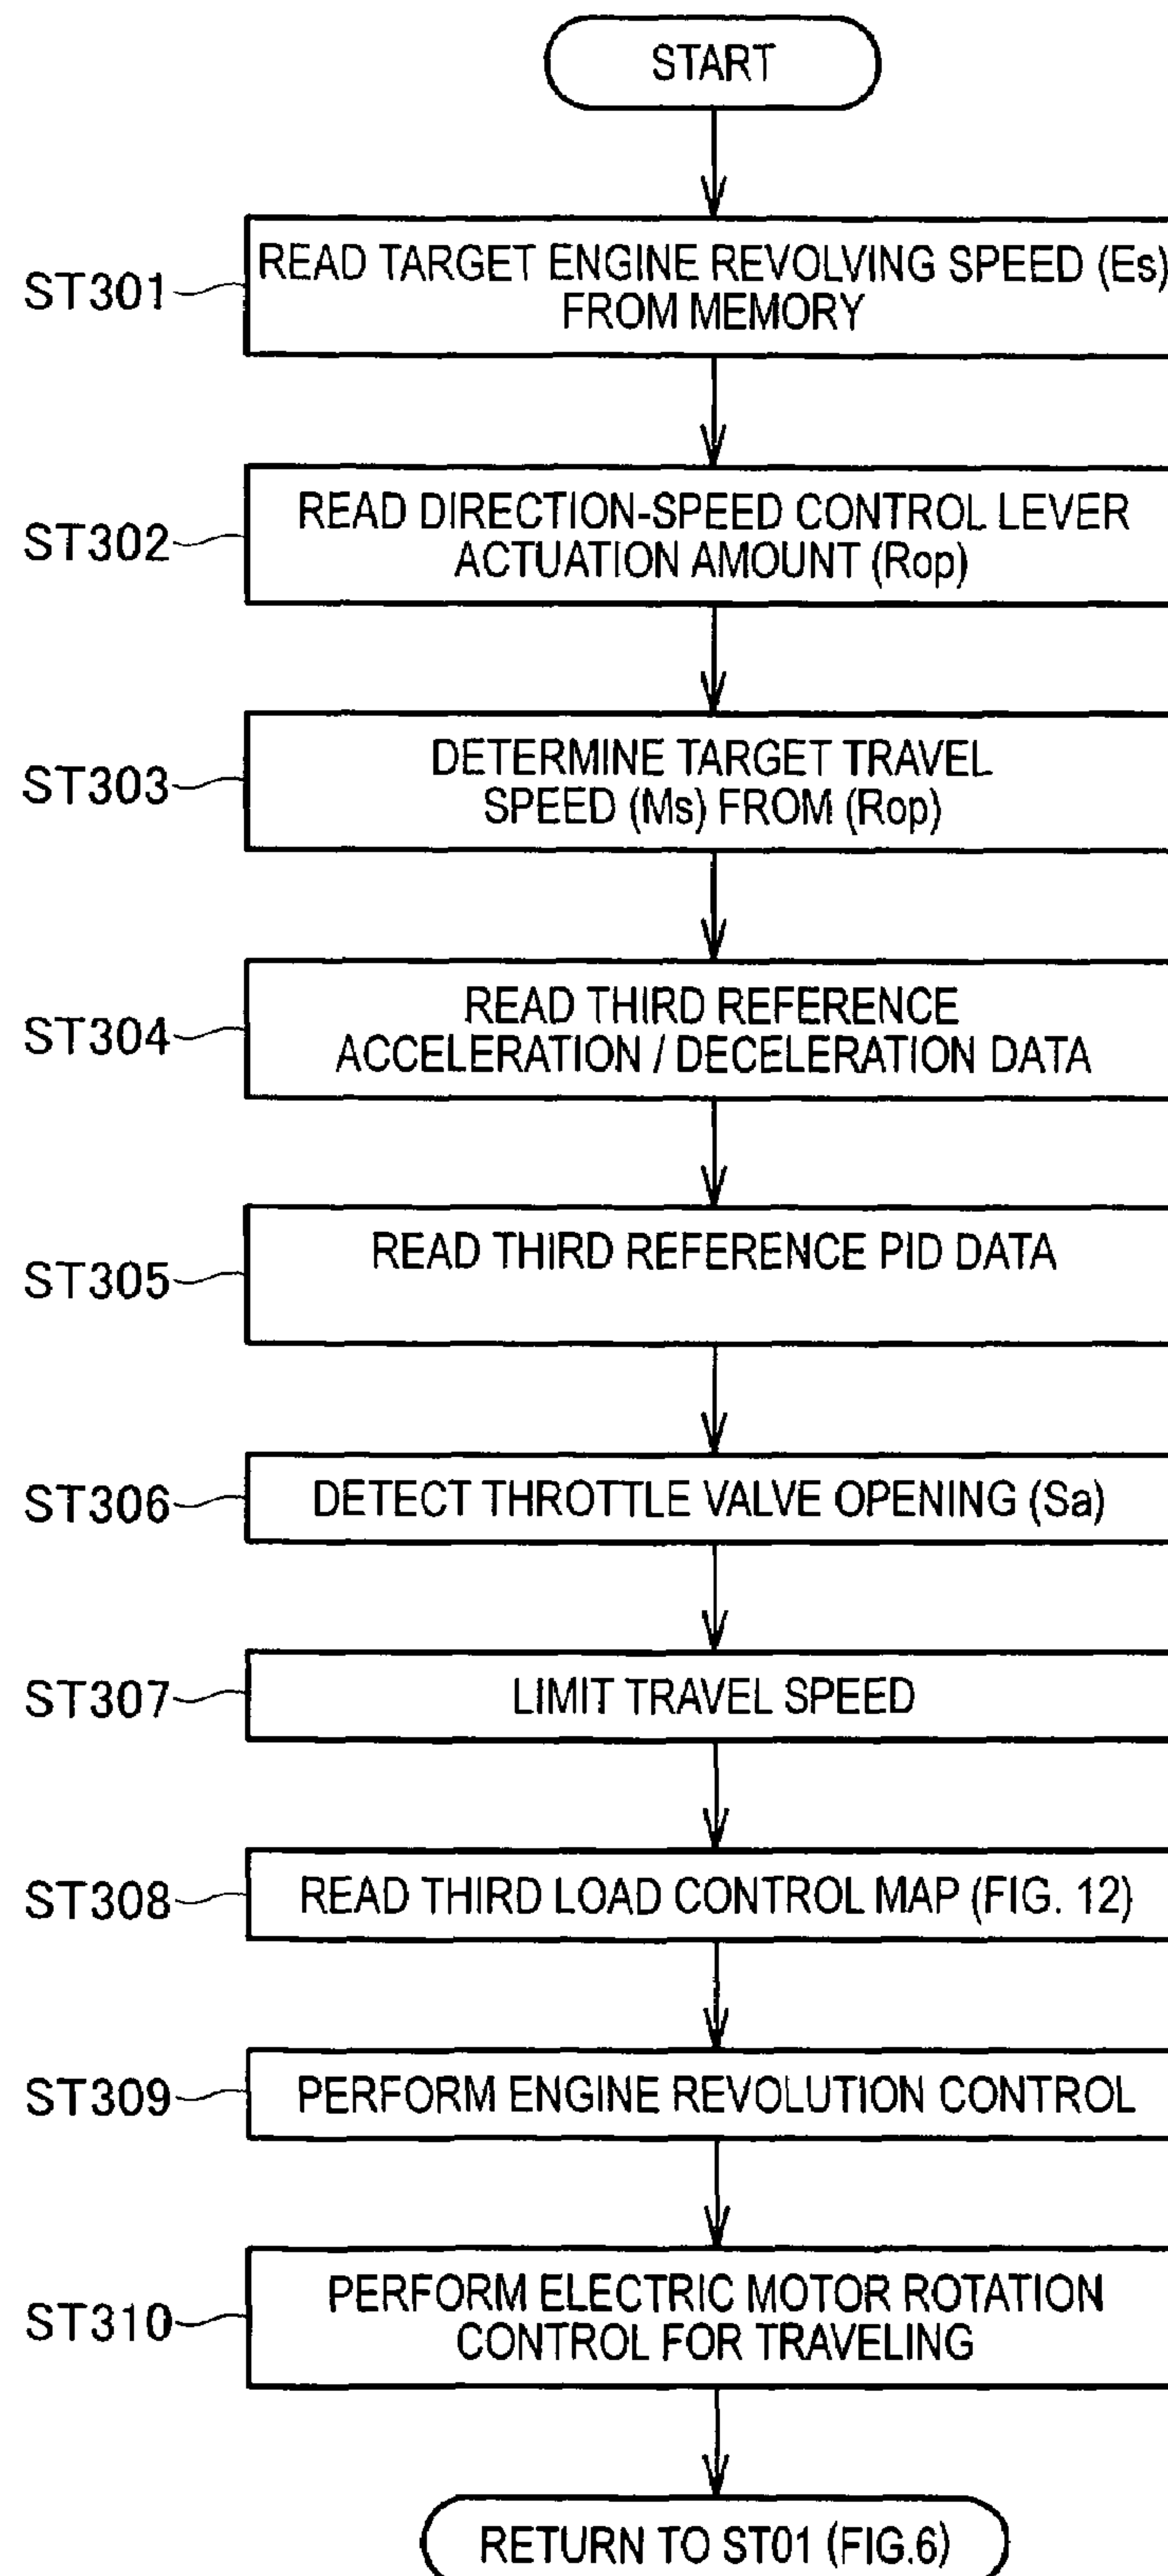 START
ST301
READ TARGET ENGINE REVOLVING SPEED (Es)
FROM MEMORY
ST302
READ DIRECTION-SPEED CONTROL LEVER
ACTUATION AMOUNT (Rop)
ST303
DETERMINE TARGET TRAVEL
SPEED (Ms) FROM (Rop)
ST304
READ THIRD REFERENCE
ACCELERATION / DECELERATION DATA
ST305
READ THIRD REFERENCE PID DATA
ST306
DETECT THROTTLE VALVE OPENING (Sa)
ST307
LIMIT TRAVEL SPEED
ST308
READ THIRD LOAD CONTROL MAP (FIG. 12)
ST309
PERFORM ENGINE REVOLUTION CONTROL
ST310
PERFORM ELECTRIC MOTOR ROTATION
CONTROL FOR TRAVELING
RETURN TO ST01 (FIG.6)